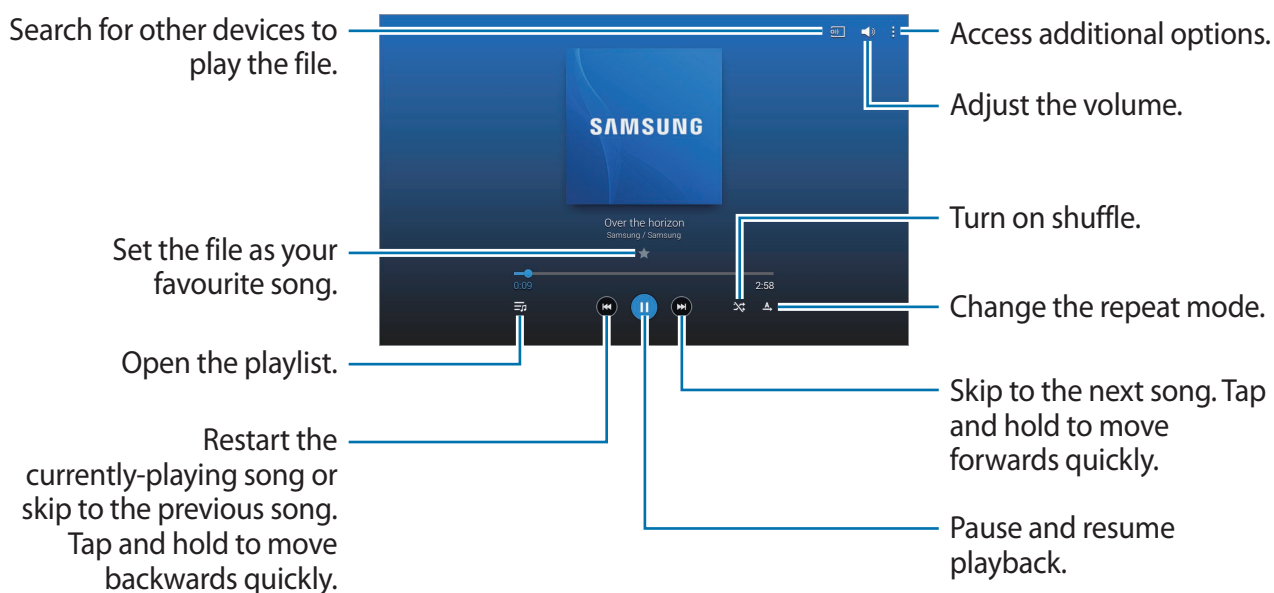 Search for other devices to
play the file.
Access additional options.
Adjust the volume.
SAMSUNG
Over the horizon
Samsung / Samsung
Turn on shuffle.
Set the file as your
favourite song.
0:09
2:58
Change the repeat mode.
Open the playlist.
Skip to the next song. Tap
and hold to move
forwards quickly.
Restart the
currently-playing song or
skip to the previous song.
Tap and hold to move
backwards quickly.
Pause and resume
playback.